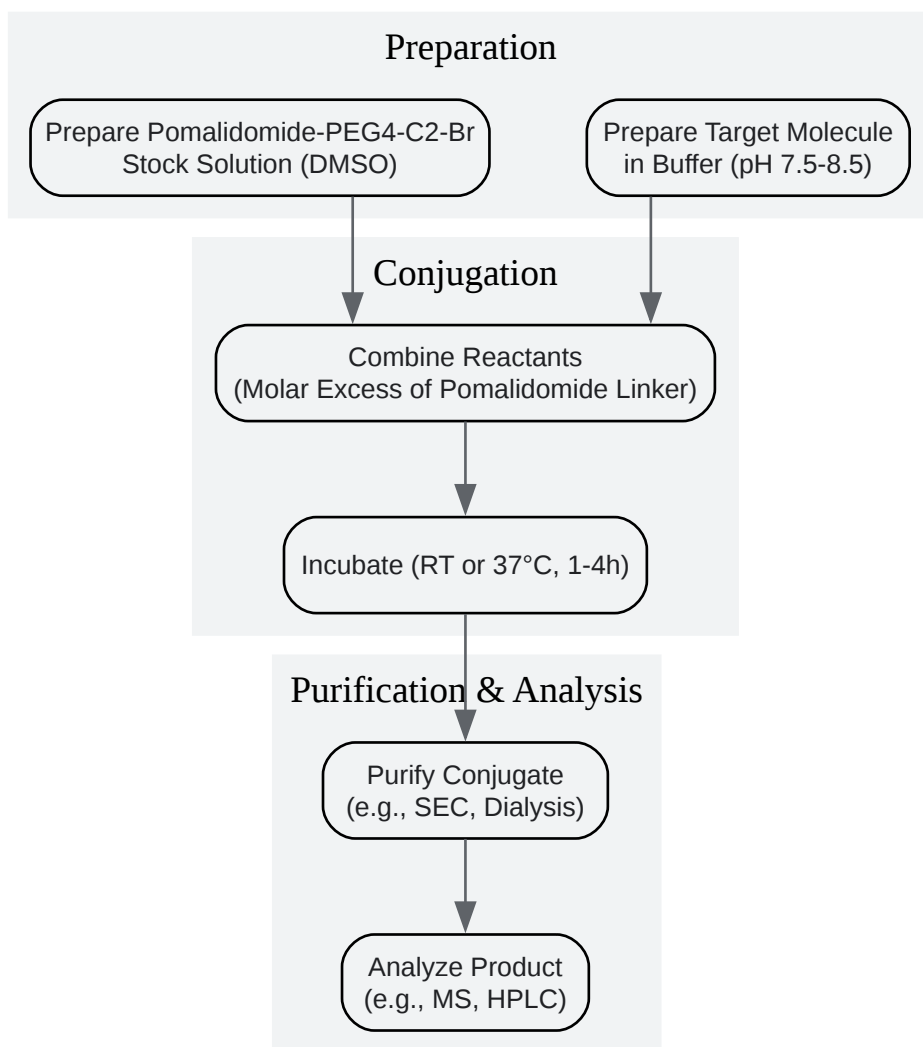 Preparation
Prepare Pomalidomide-PEG4-C2-Br
Stock Solution (DMSO)
Prepare Target Molecule
in Buffer (pH 7.5-8.5)
Conjugation
Combine Reactants
(Molar Excess of Pomalidomide Linker)
Incubate (RT or 37°C, 1-4h)
Purification & Analysis
Purify Conjugate
(e.g., SEC, Dialysis)
Analyze Product
(e.g., MS, HPLC)